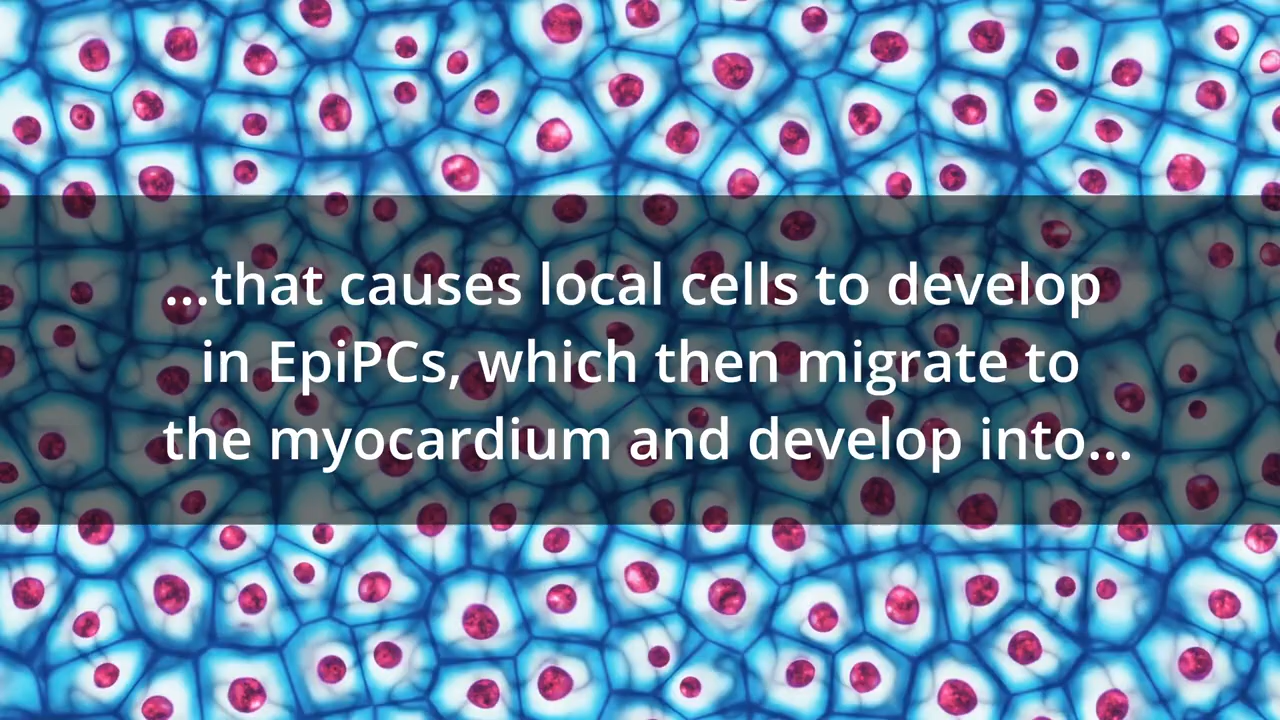 ...that causes local cells to develop
in EpiPCs, which then migrate to
the myocardium and develop into...